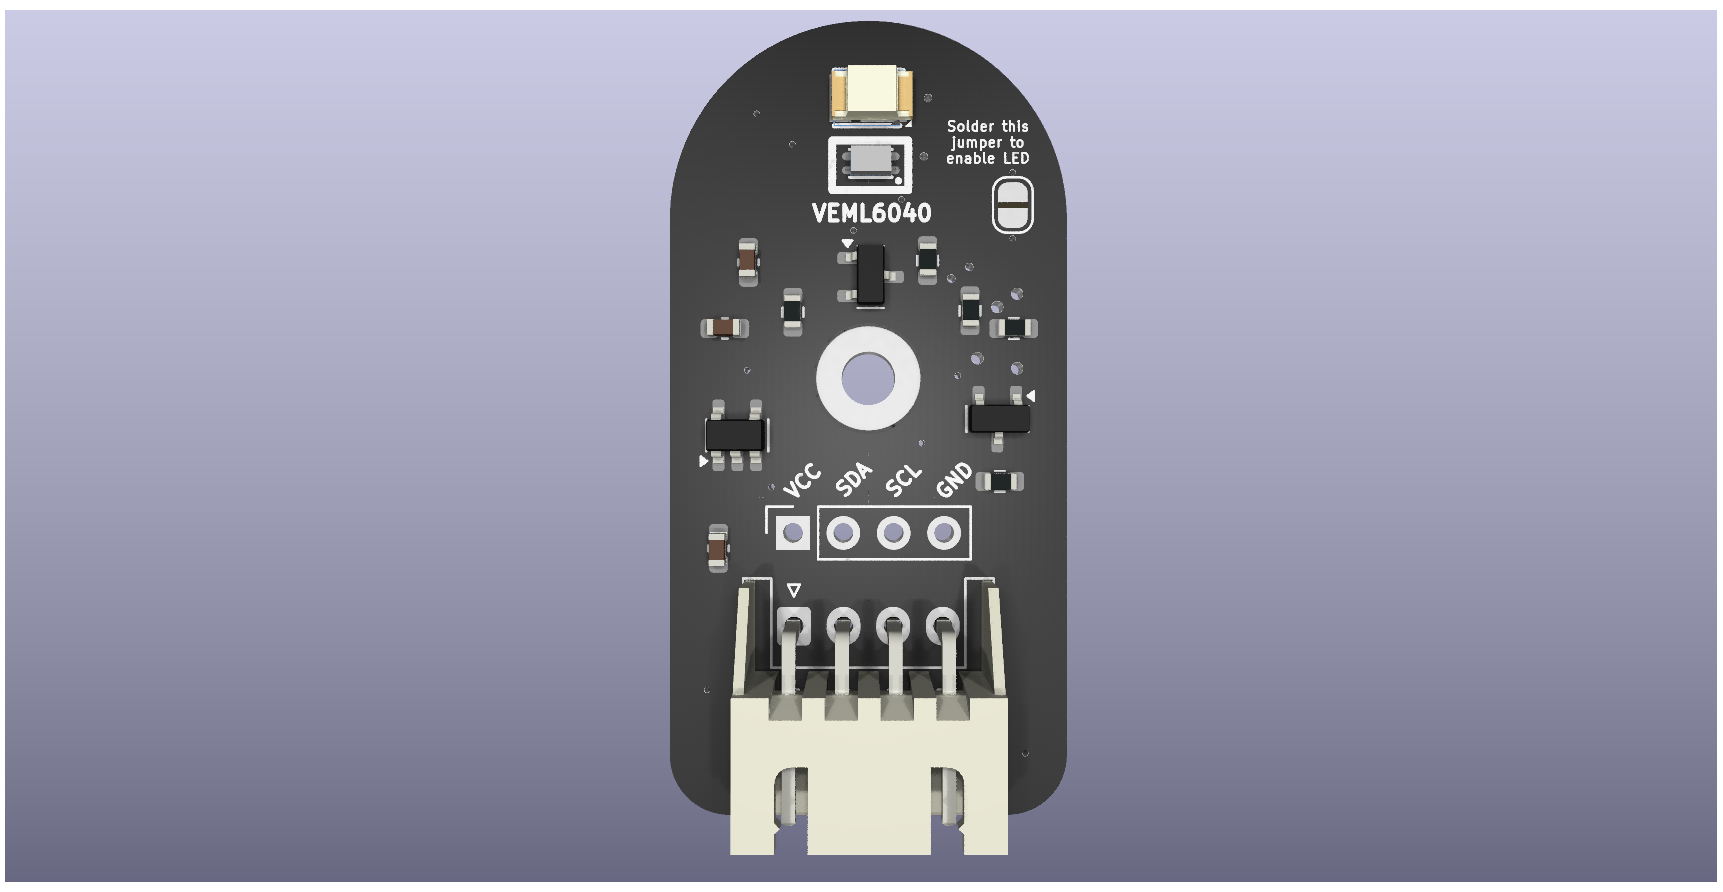 Solder this
jumper to
enable LED
VEML6040
VCC SDA SCL GND